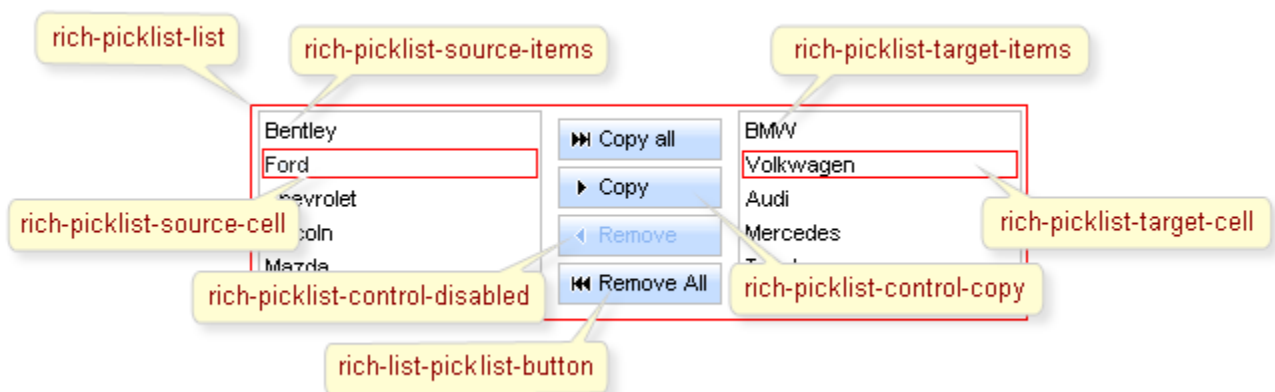 rich-picklist-list
rich-picklist-source-items
rich-picklist-target-items
Bentley
Copy all
BMW
Ford
Volkwagen
Copy
Audi
rich-picklist-source-cell
rich-picklist-target-cell
Remove
Mercedes
Mazda
rich-picklist-control-disabled
Remove All
rich-picklist-control-copy
rich-list-picklist-button